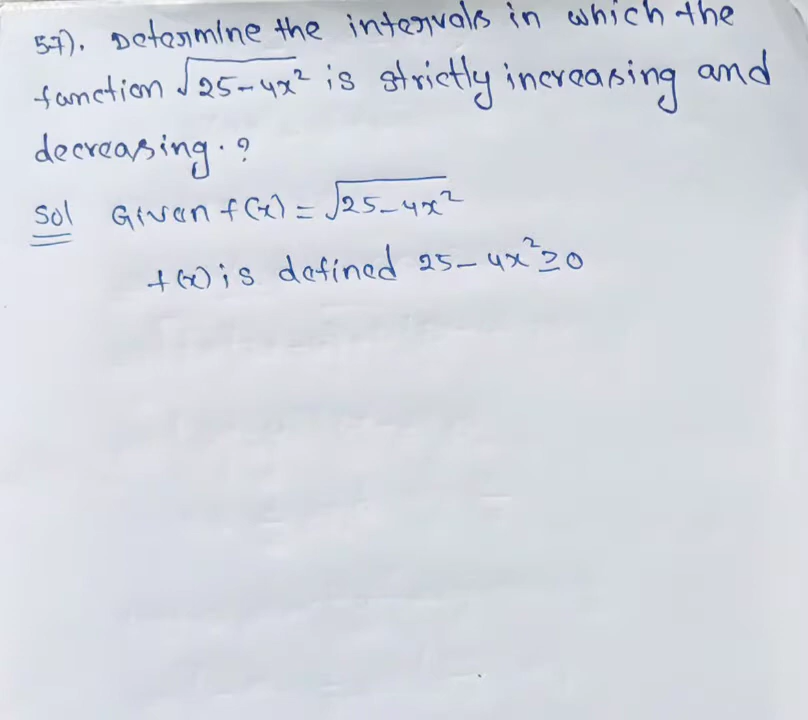 57). Determine the intervals in which the
function √25-4x² is strictly increasing and
decreasing.?
Sol Given f(x) = √25-4x²
f(x) is defined 25-4x² ≥0